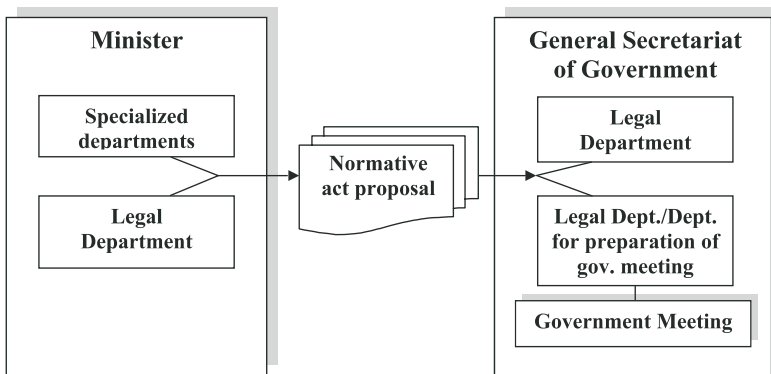 Minister
Specialized
departments
Legal
Department
Normative
act proposal
General Secretariat
of Government
Legal
Department
Legal Dept./Dept.
for preparation of
gov. meeting
Government Meeting